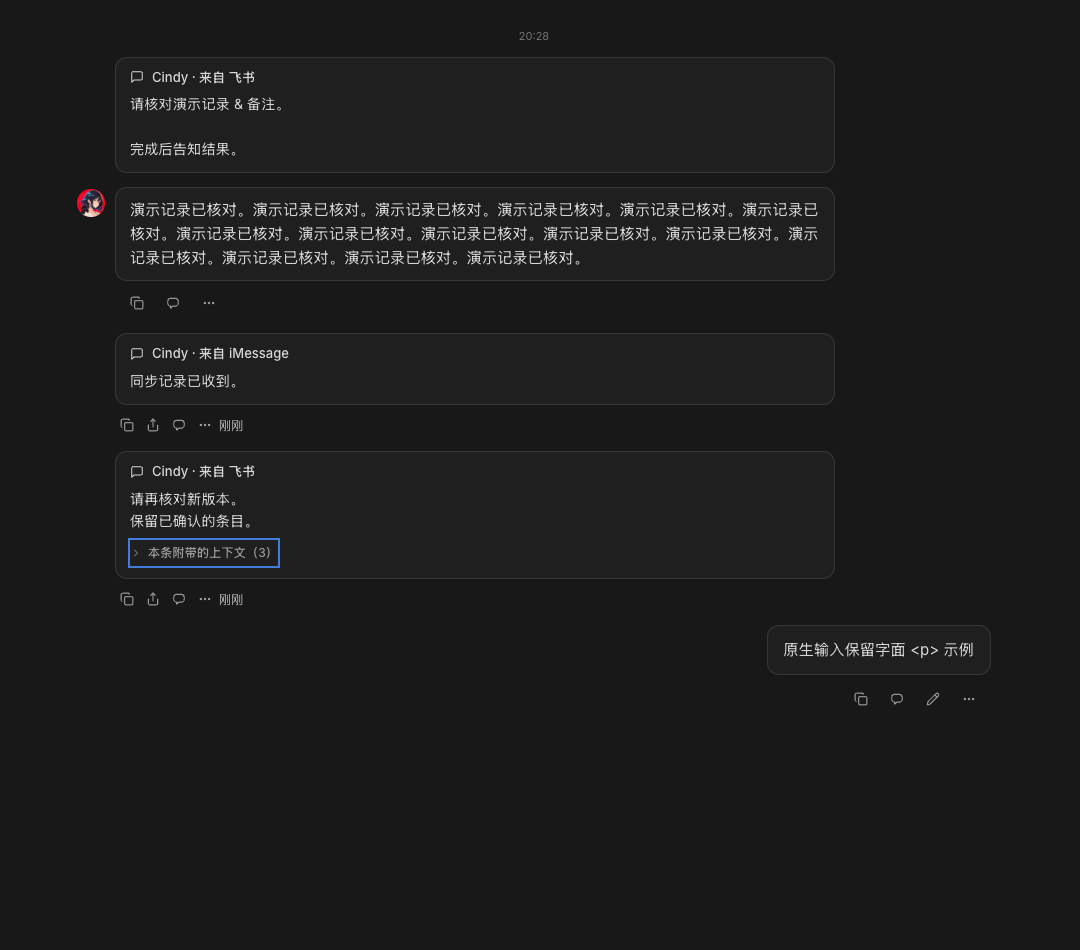 20:28
Cindy · 来自 飞书
请核对演示记录 & 备注。
完成后告知结果。
演示记录已核对。演示记录已核对。演示记录已核对。演示记录已核对。演示记录已核对。演示记录已
核对。演示记录已核对。演示记录已核对。演示记录已核对。演示记录已核对。演示记录已核对。演示
记录已核对。演示记录已核对。演示记录已核对。演示记录已核对。
Cindy · 来自 iMessage
同步记录已收到。
刚刚
Cindy · 来自 飞书
请再核对新版本。
保留已确认的条目。
本条附带的上下文（3）
刚刚
原生输入保留字面 <p> 示例